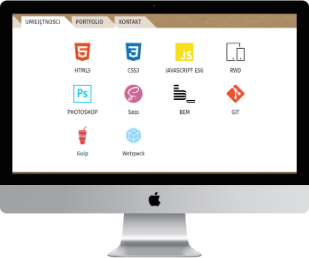 UMIEJĘTNOŚCI PORTFOLIO KONTAKT
HTML5 CSS3 JAVASCRIPT ES6 RWD
PHOTOSHOP Sass BEM GIT
Gulp Webpack